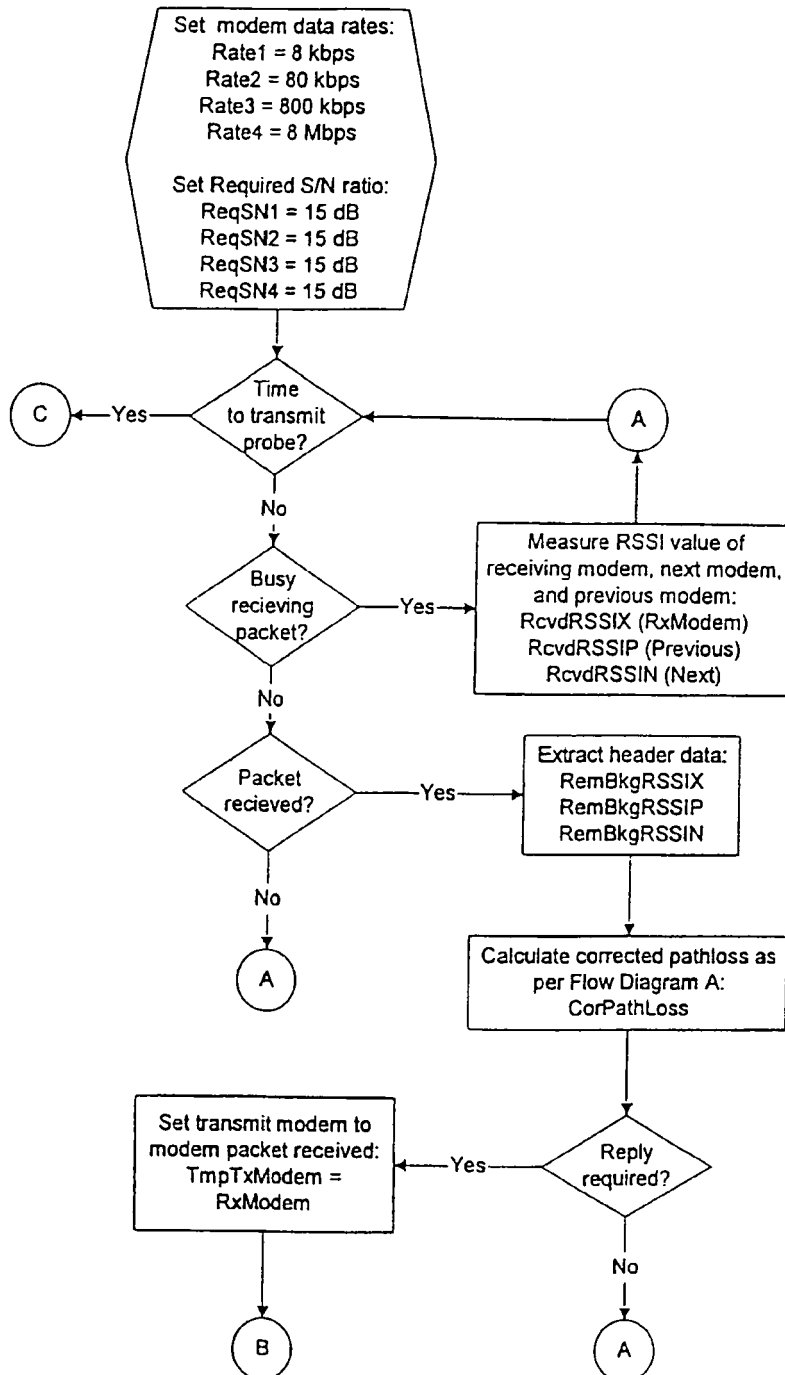 Set modem data rates:
Rate1 = 8 kbps
Rate2 = 80 kbps
Rate3 = 800 kbps
Rate4 = 8 Mbps
Set Required S/N ratio:
ReqSN1 = 15 dB
ReqSN2 = 15 dB
ReqSN3 = 15 dB
ReqSN4 = 15 dB
Time
to transmit
probe?
Yes
C
A
No
Busy
recieving
packet?
Yes
Measure RSSI value of
receiving modem, next modem,
and previous modem:
RcvdRSSIX (RxModem)
RcvdRSSIP (Previous)
RcvdRSSIN (Next)
No
Packet
recieved?
Yes
Extract header data:
RemBkgRSSIX
RemBkgRSSIP
RemBkgRSSIN
No
A
Calculate corrected pathloss as
per Flow Diagram A:
CorPathLoss
Reply
required?
Yes
Set transmit modem to
modem packet received:
TmpTxModem =
RxModem
No
B
A